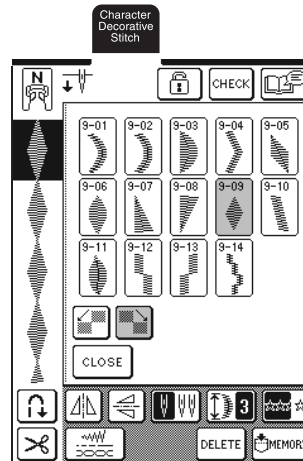 Character
Decorative
Stitch
N
CHECK
9-01 9-02 9-03 9-04 9-05
9-06 9-07 9-08 9-09 9-10
9-11 9-12 9-13 9-14
CLOSE
3
DELETE MEMOR